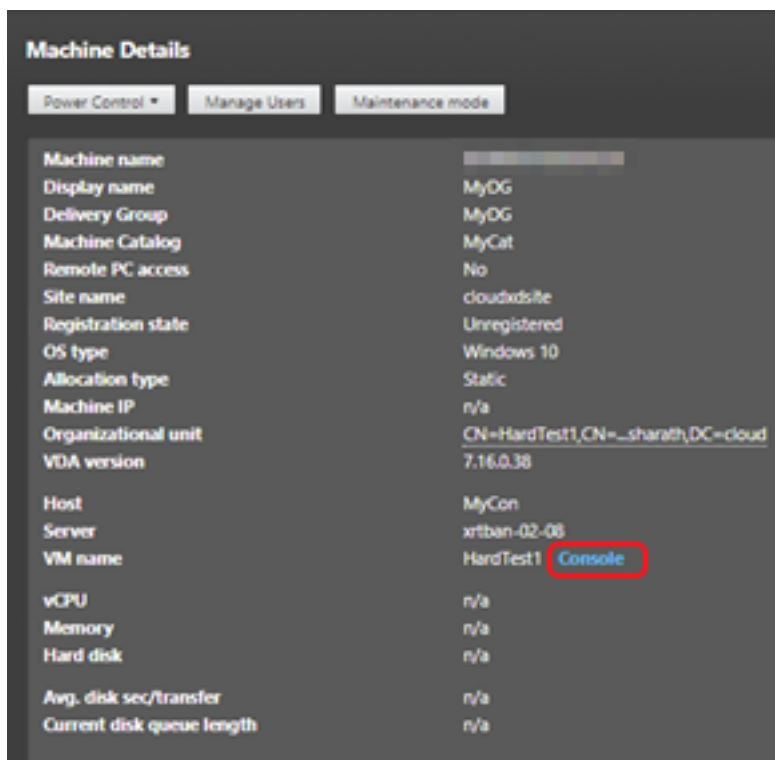 Machine Details
Power Control Manage Users Maintenance mode
Machine name
Display name MyDG
Delivery Group MyDG
Machine Catalog MyCat
Remote PC access No
Site name cloudxdsite
Registration state Unregistered
OS type Windows 10
Allocation type Static
Machine IP n/a
Organizational unit CN=HardTest1,CN=...sharath,DC=cloud
VDA version 7.16.0.38
Host MyCon
Server xrtban-02-08
VM name HardTest1 Console
vCPU n/a
Memory n/a
Hard disk n/a
Avg. disk sec/transfer n/a
Current disk queue length n/a